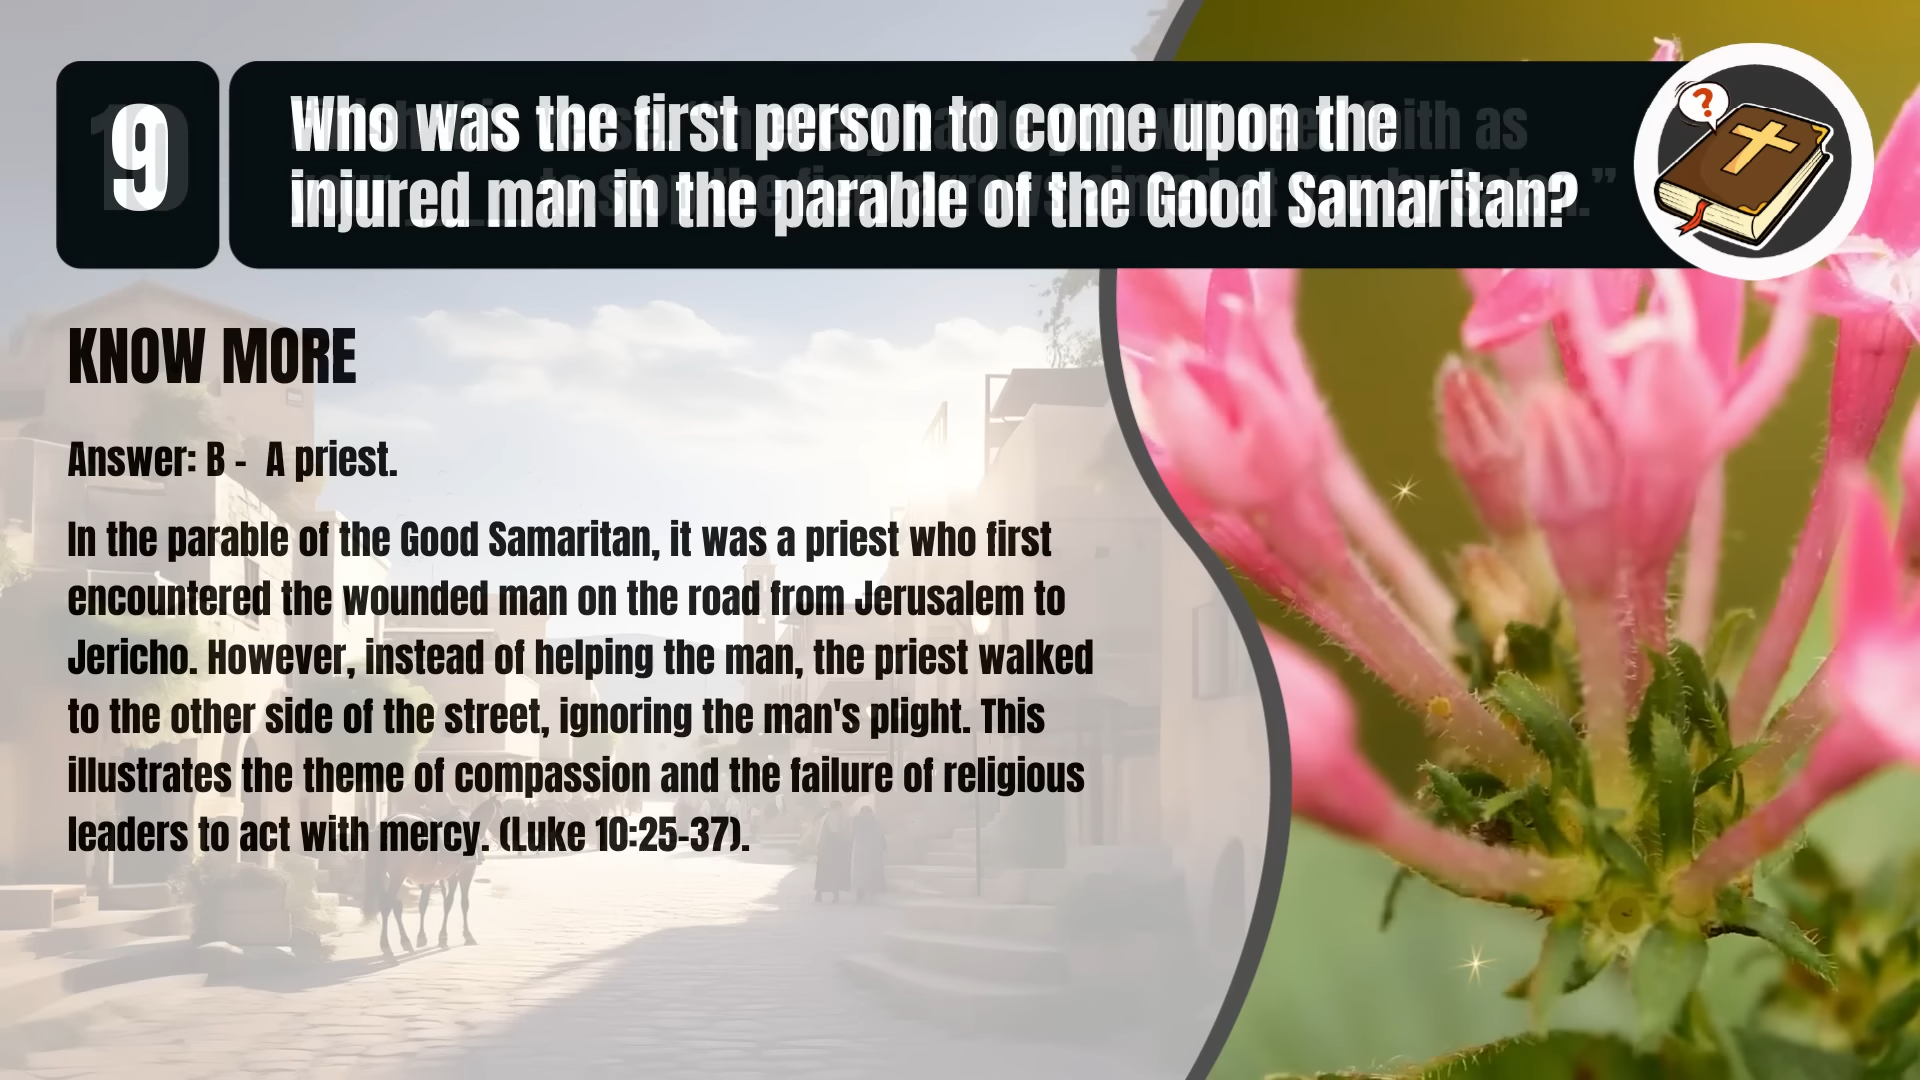 9
Who was the first person to come upon the
injured man in the parable of the Good Samaritan?
?
KNOW MORE
Answer: B -  A priest.
In the parable of the Good Samaritan, it was a priest who first
encountered the wounded man on the road from Jerusalem to
Jericho. However, instead of helping the man, the priest walked
to the other side of the street, ignoring the man's plight. This
illustrates the theme of compassion and the failure of religious
leaders to act with mercy. (Luke 10:25-37).